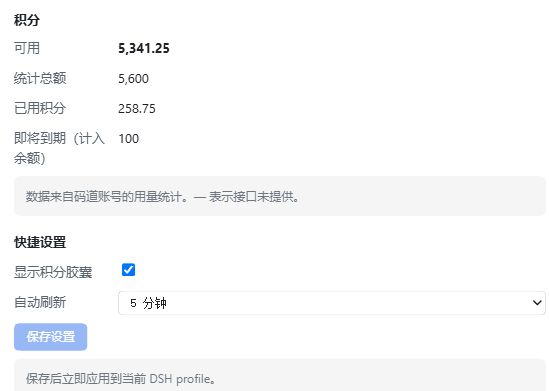 积分
可用 5,341.25
统计总额 5,600
已用积分 258.75
即将到期（计入 100
余额）
数据来自码道账号的用量统计。— 表示接口未提供。
快捷设置
显示积分胶囊
自动刷新 5 分钟
保存设置
保存后立即应用到当前 DSH profile。